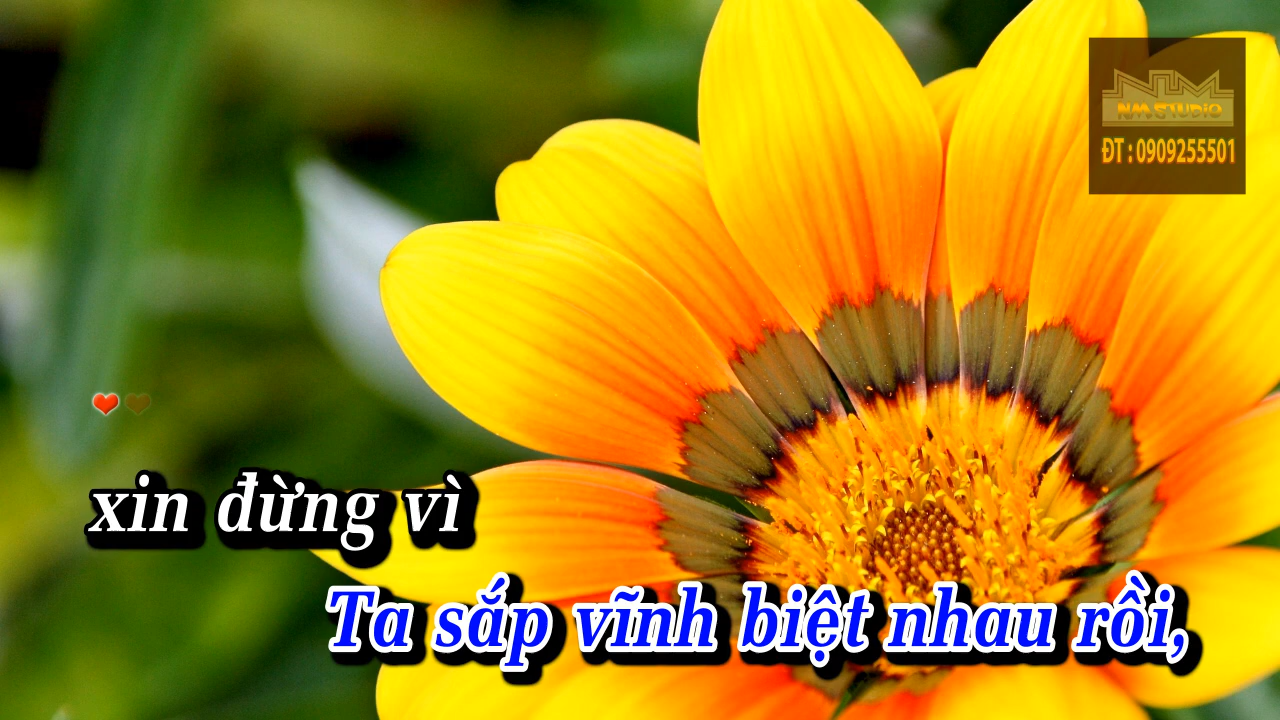 NM STUDIO
ĐT : 0909255501
xin đừng vì
Ta sắp vĩnh biệt nhau rồi,